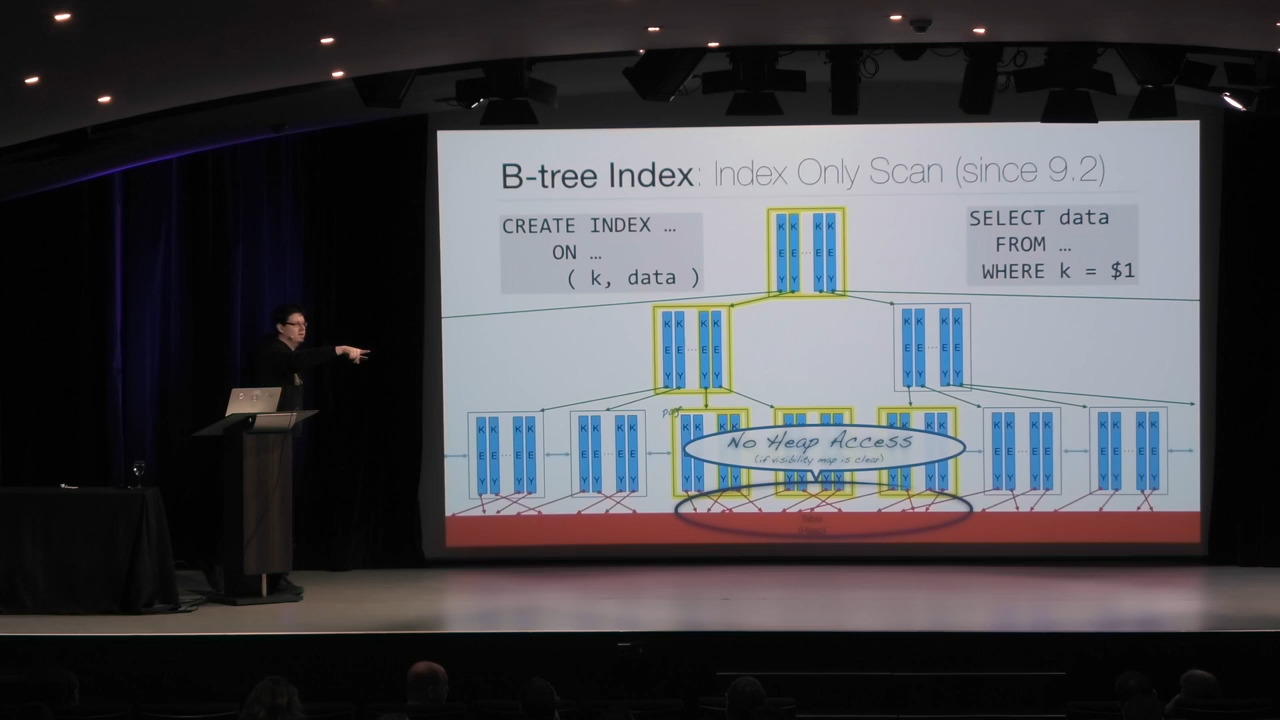 B-tree Index: Index Only Scan (since 9.2)
CREATE INDEX …
ON …
( k, data )
SELECT data
FROM …
WHERE k = $1
K K K K
E … E
Y Y
K K K K
E … E
Y Y
K K K K
E … E
Y Y
K K K K K K K K K K K K K K K K K K K K K K K K K K K K
No Heap Access
(if visibility map is clear)
E … E E … E E E E … E E … E
Y Y Y Y Y Y Y Y Y Y Y Y Y Y